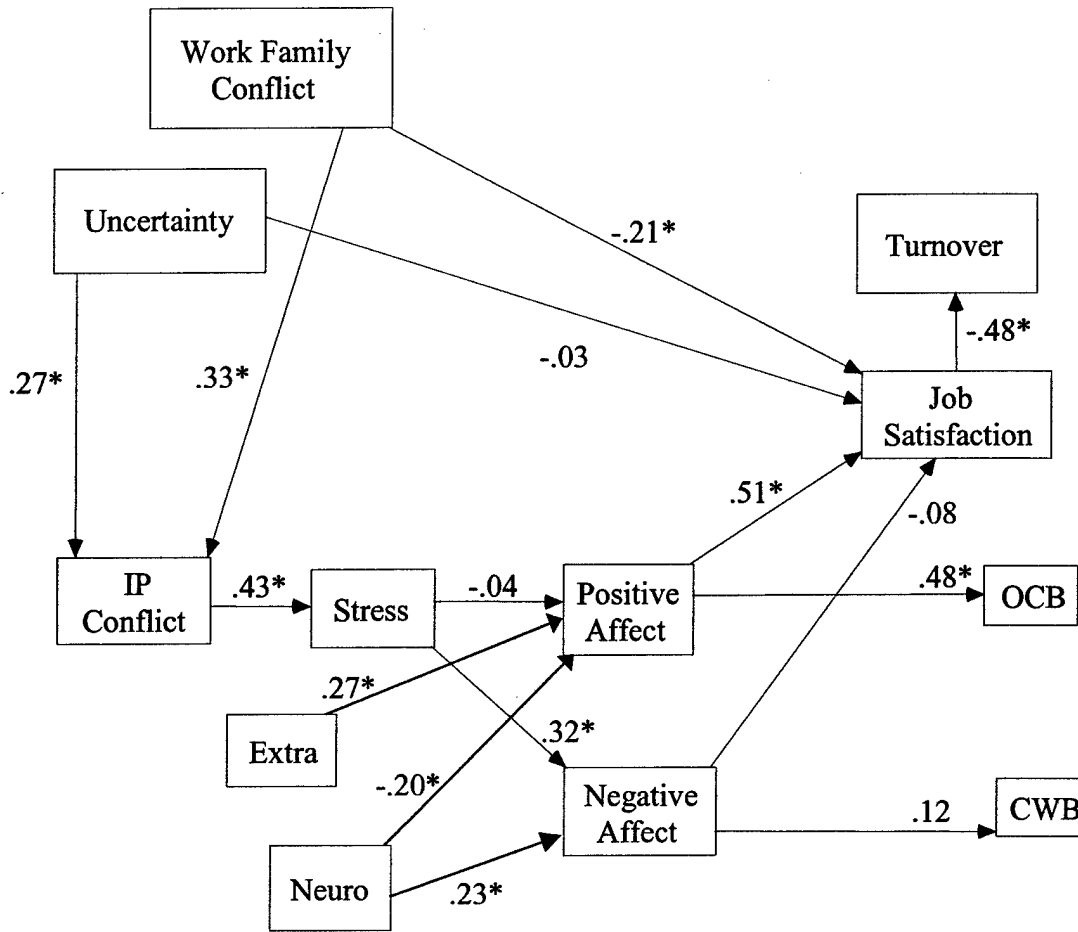 Work Family
Conflict
Uncertainty
-.21*
Turnover
-.48*
-.03
.27*
.33*
Job
Satisfaction
.51*
-.08
IP
Conflict
.43*
Stress
-.04
Positive
Affect
.48*
OCB
.27*
Extra
.32*
-.20*
Negative
Affect
.12
CWB
Neuro
.23*